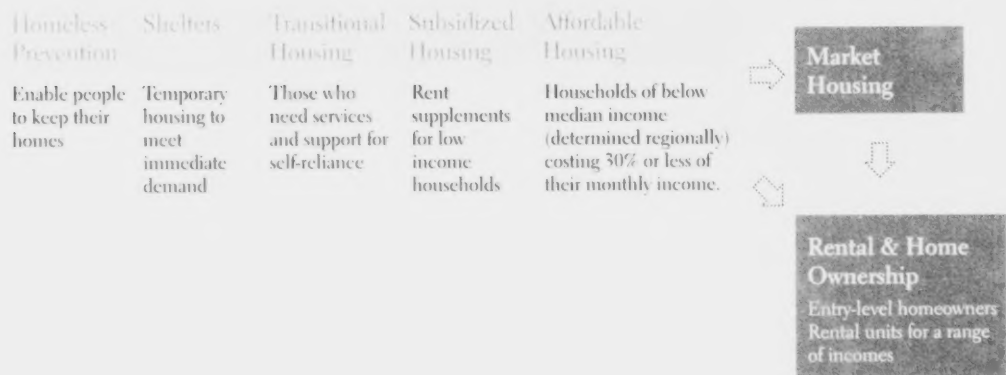 Homeless
Prevention
Enable people
to keep their
homes
Shelters
Temporary
housing to
meet
immediate
demand
Transitional
Housing
Those who
need services
and support for
self-reliance
Subsidized
Housing
Rent
supplements
for low
income
households
Affordable
Housing
Households of below
median income
(determined regionally)
costing 30% or less of
their monthly income.
Market
Housing
Rental & Home
Ownership
Entry-level homeowners
Rental units for a range
of incomes